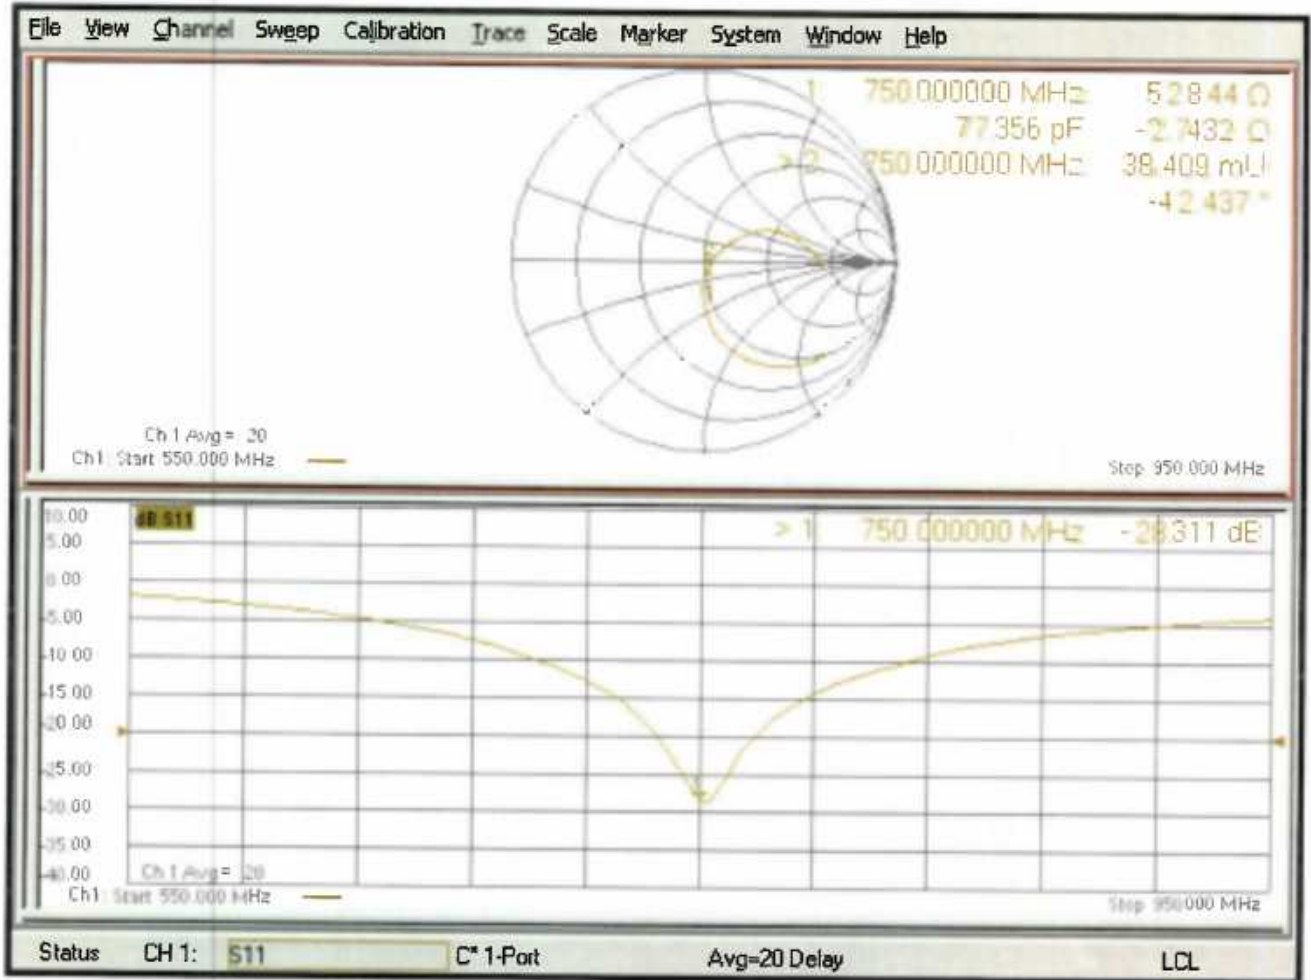 File View Channel Sweep Calibration Trace Scale Marker System Window Help
1 750.000000 MHz 52.844 Ω
77.356 pF -2.7432 Ω
> 2 750.000000 MHz 38.409 mU
-42.437 °
Ch 1 Avg = 20
Ch1: Start 550.000 MHz
Stop 950.000 MHz
10.00 dB S11
> 1 750.000000 MHz -28.311 dB
5.00
0.00
-5.00
-10.00
-15.00
-20.00
-25.00
-30.00
-35.00
-40.00
Ch 1 Avg = 20
Ch1: Start 550.000 MHz
Stop 950.000 MHz
Status CH 1: S11 C* 1-Port Avg=20 Delay LCL